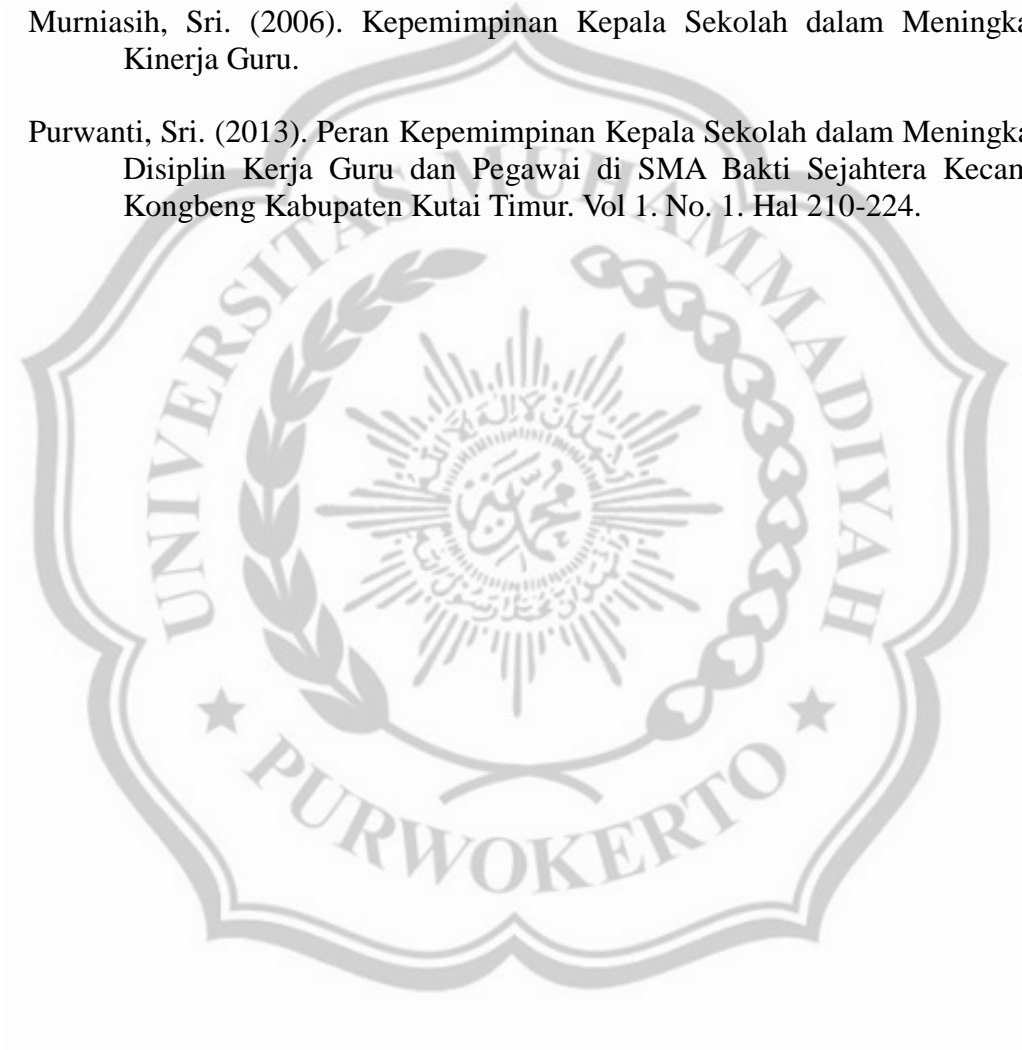 Murniasih, Sri. (2006). Kepemimpinan Kepala Sekolah dalam Meningka
Kinerja Guru.
Purwanti, Sri. (2013). Peran Kepemimpinan Kepala Sekolah dalam Meningka
Disiplin Kerja Guru dan Pegawai di SMA Bakti Sejahtera Kecam
Kongbeng Kabupaten Kutai Timur. Vol 1. No. 1. Hal 210-224.
UNIVERSITAS MUHAMMADIYAH
PURWOKERTO